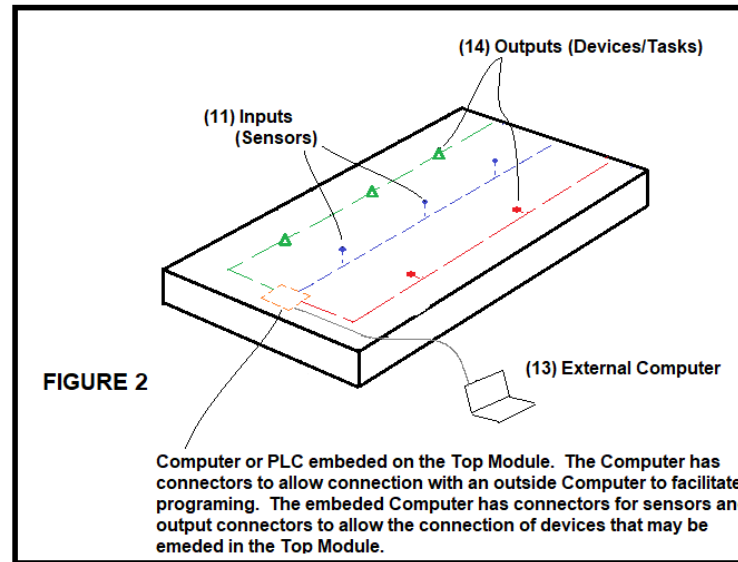 (14) Outputs (Devices/Tasks)
(11) Inputs
(Sensors)
(13) External Computer
FIGURE 2
Computer or PLC embeded on the Top Module. The Computer has
connectors to allow connection with an outside Computer to facilitate
programing. The embeded Computer has connectors for sensors an
output connectors to allow the connection of devices that may be
emeded in the Top Module.